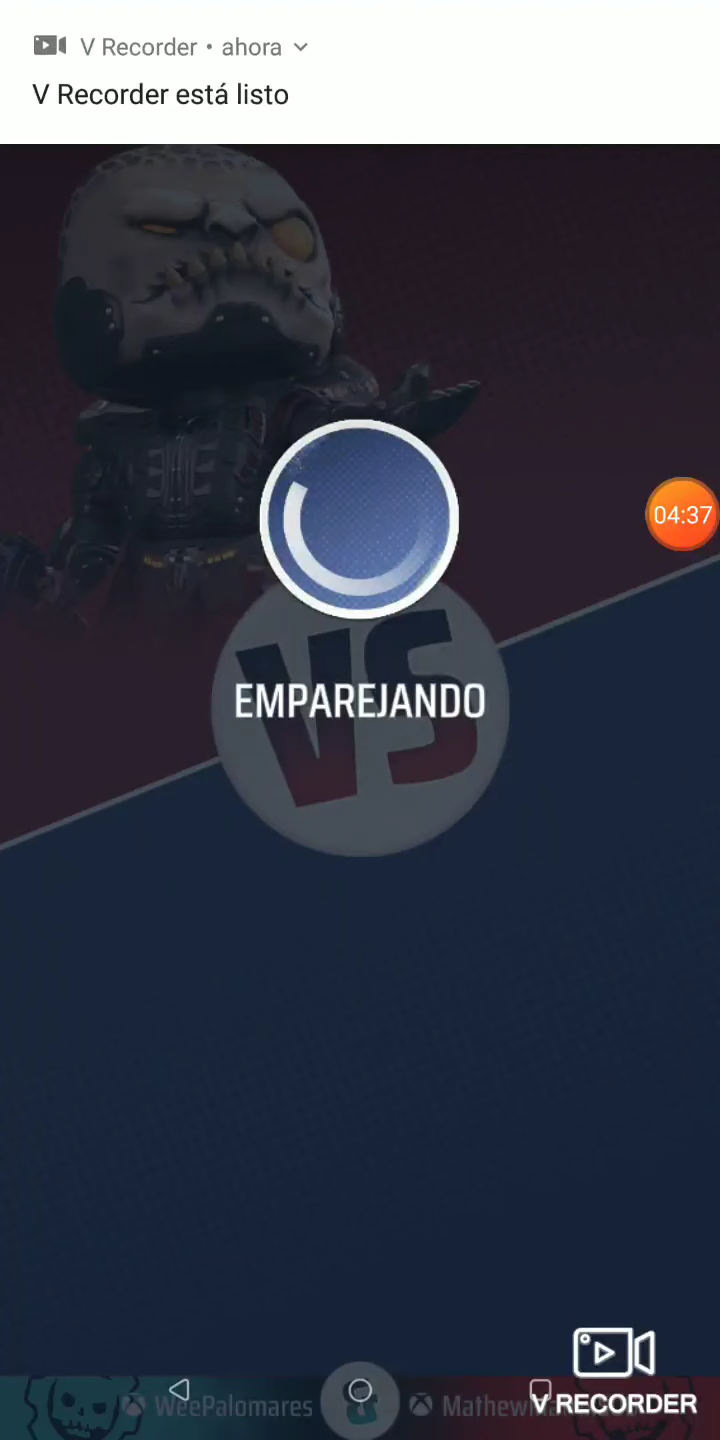 V Recorder • ahora
V Recorder está listo
04:37
VS
EMPAREJANDO
WeePalomares
V RECORDER